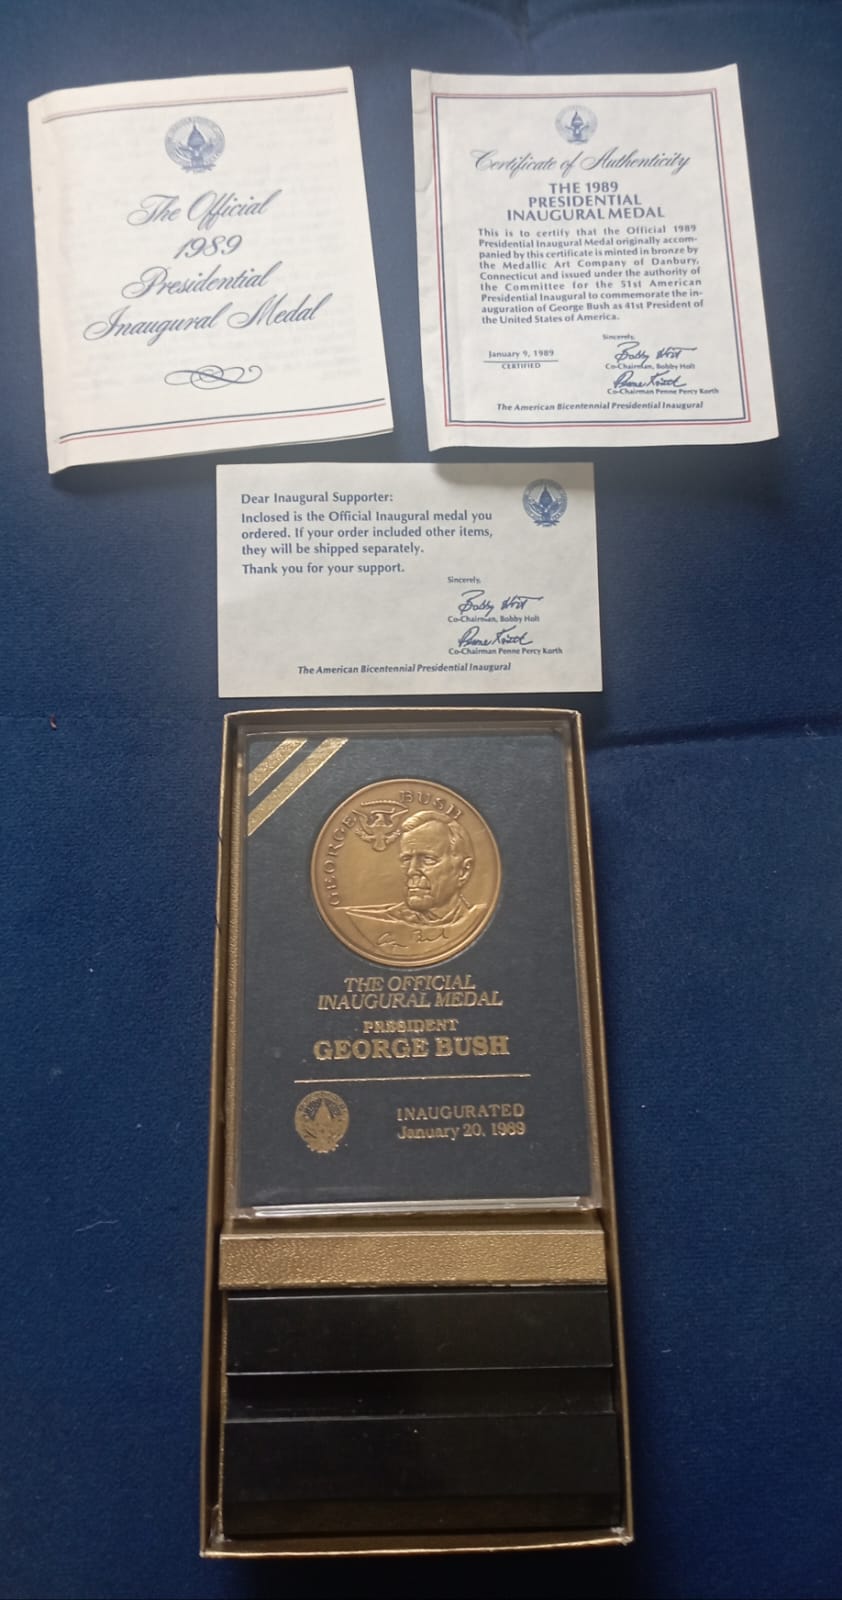 The Official
1989
Presidential
Inaugural Medal
Certificate of Authenticity
THE 1989
PRESIDENTIAL
INAUGURAL MEDAL
This is to certify that the Official 1989
Presidential Inaugural Medal originally accom-
panied by this certificate is minted in bronze by
the Medallic Art Company of Danbury,
Connecticut and issued under the authority of
the Committee for the 51st American
Presidential Inaugural to commemorate the in-
auguration of George Bush as 41st President of
the United States of America.
Sincerely,
January 9, 1989
CERTIFIED
Bobby Holt
Co-Chairman, Bobby Holt
Co-Chairman Penne Percy Korth
The American Bicentennial Presidential Inaugural
Dear Inaugural Supporter:
Inclosed is the Official Inaugural medal you
ordered. If your order included other items,
they will be shipped separately.
Thank you for your support.
Sincerely,
Bobby Holt
Co-Chairman, Bobby Holt
Co-Chairman Penne Percy Korth
The American Bicentennial Presidential Inaugural
GEORGE BUSH
THE OFFICIAL
INAUGURAL MEDAL
PRESIDENT
GEORGE BUSH
INAUGURATED
January 20, 1989